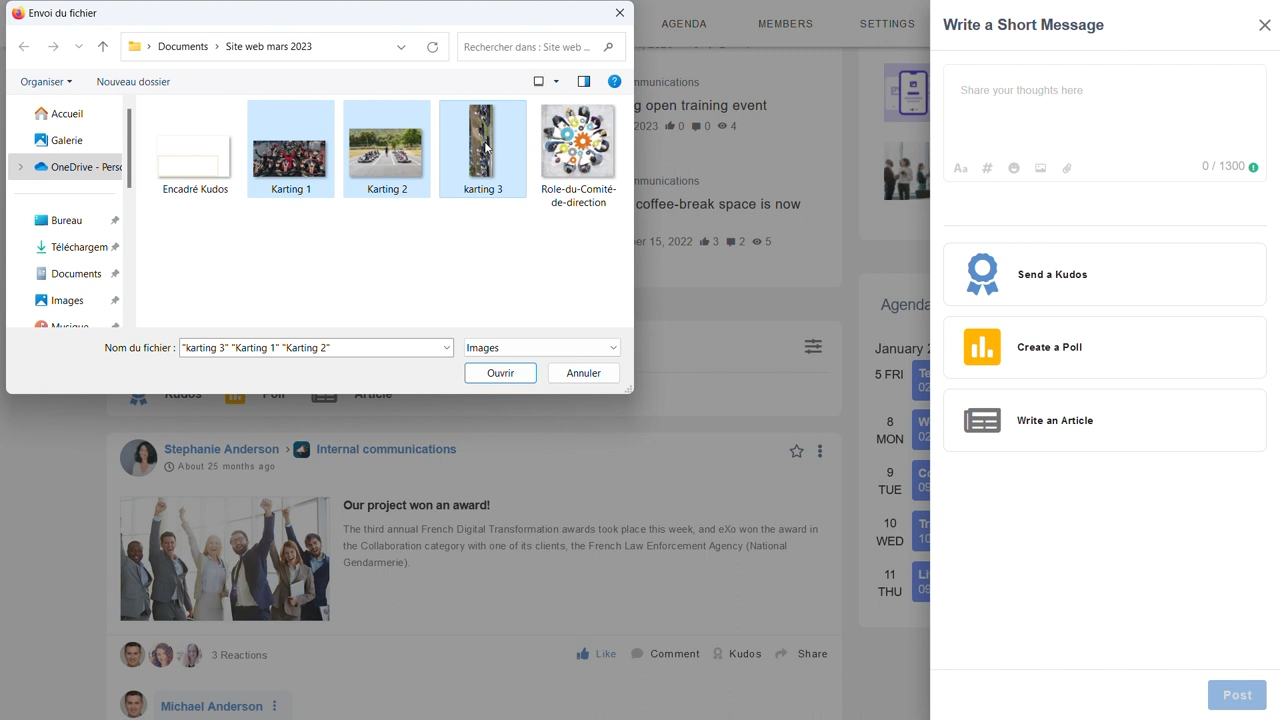 Envoi du fichier
Documents › Site web mars 2023
Rechercher dans : Site web ...
Organiser
Nouveau dossier
Accueil
Galerie
OneDrive - Perso
Bureau
Téléchargem
Documents
Images
Musique
Encadré Kudos
Karting 1
Karting 2
karting 3
Role-du-Comité-
de-direction
Nom du fichier :
"karting 3" "Karting 1" "Karting 2"
Images
Ouvrir
Annuler
AGENDA
MEMBERS
SETTINGS
g open training event
2023 0 0 4
coffee-break space is now
er 15, 2022 3 2 5
Kudos
Poll
Article
Stephanie Anderson › Internal communications
About 25 months ago
Our project won an award!
The third annual French Digital Transformation awards took place this week, and eXo won the award in
the Collaboration category with one of its clients, the French Law Enforcement Agency (National
Gendarmerie).
3 Reactions
Like
Comment
Kudos
Share
Michael Anderson
Agenda
January 2
5 FRI
8
MON
9
TUE
10
WED
11
THU
Write a Short Message
Share your thoughts here
Aa #
0 / 1300
Send a Kudos
Create a Poll
Write an Article
Post